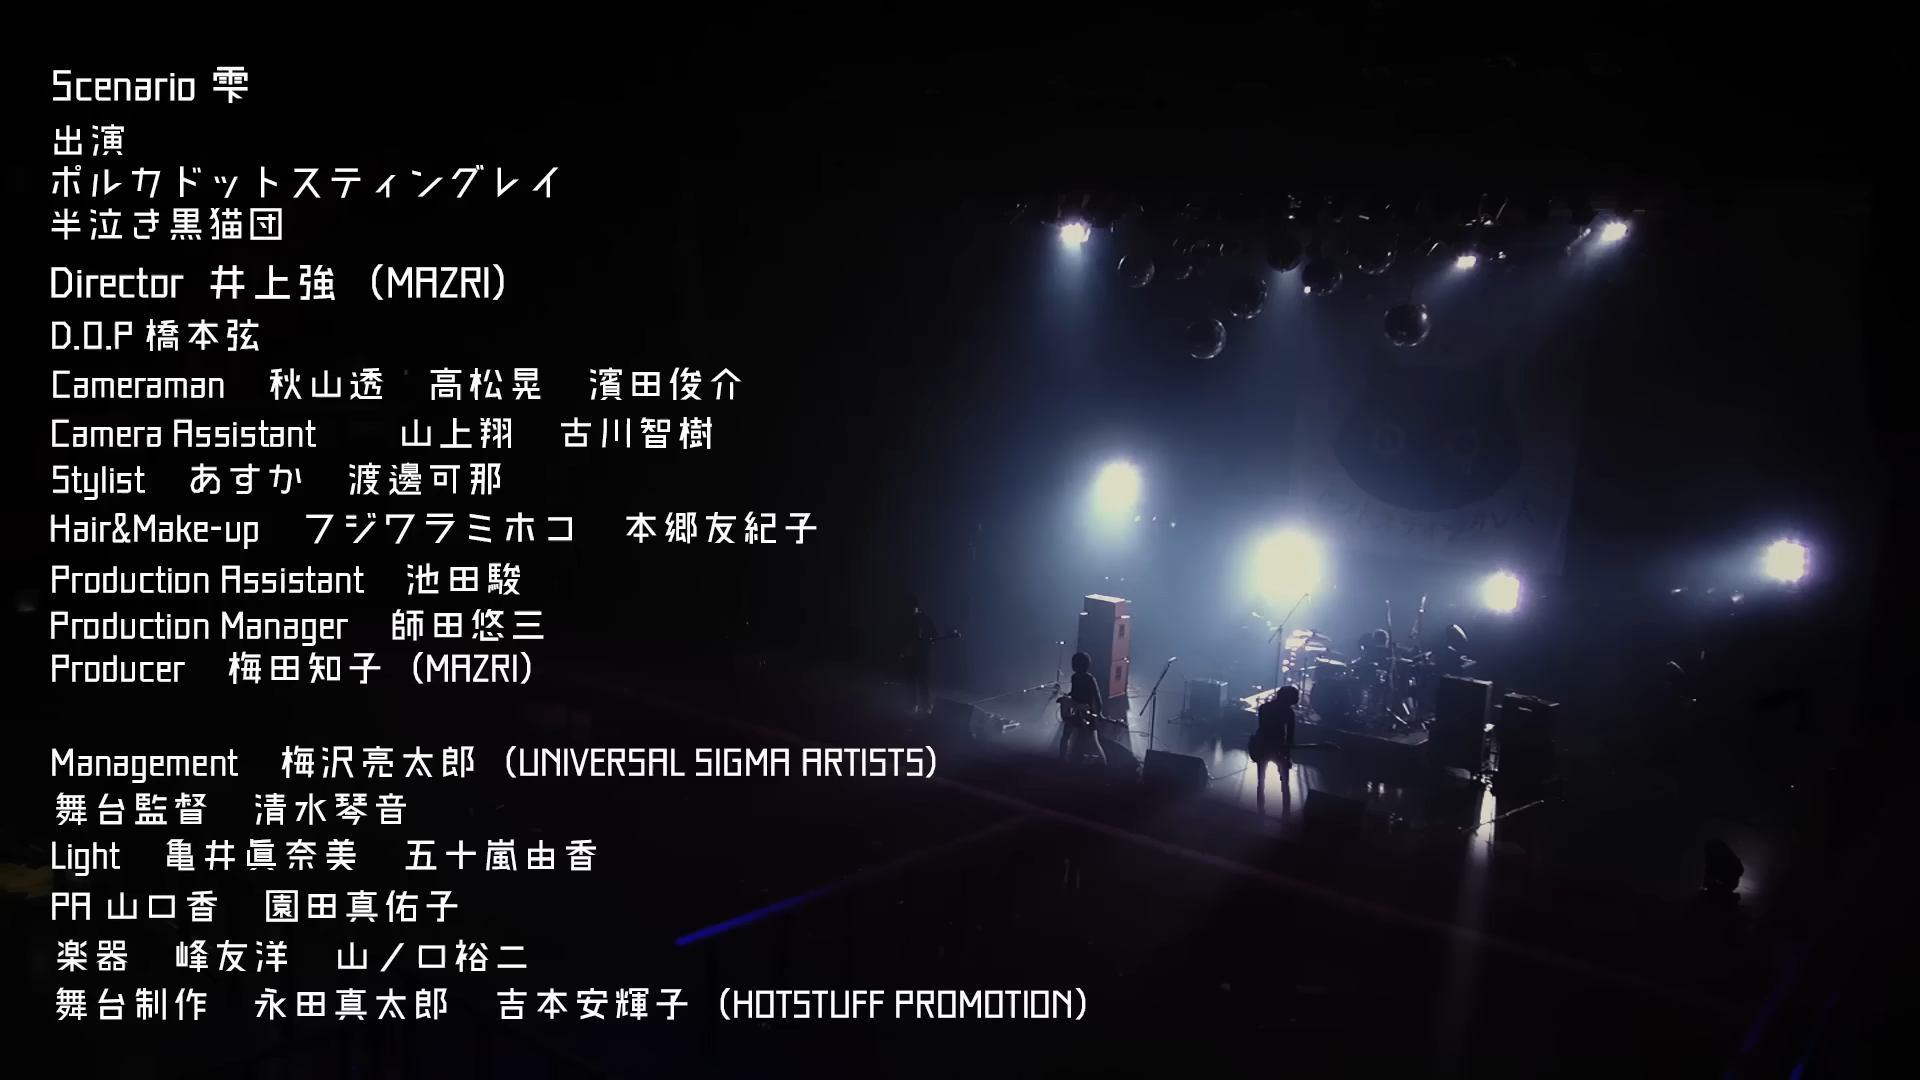 Scenario 雫
出演
ポルカドットスティングレイ
半泣き黒猫団
Director 井上強 (MAZRI)
D.O.P 橋本弦
Cameraman 秋山透 高松晃 濱田俊介
Camera Assistant 山上翔 古川智樹
Stylist あすか 渡邊可那
Hair&Make-up フジワラミホコ 本郷友紀子
Production Assistant 池田駿
Production Manager 師田悠三
Producer 梅田知子 (MAZRI)
Management 梅沢亮太郎 (UNIVERSAL SIGMA ARTISTS)
舞台監督 清水琴音
Light 亀井眞奈美 五十嵐由香
PA 山口香 園田真佑子
楽器 峰友洋 山ノ口裕二
舞台制作 永田真太郎 吉本安輝子 (HOTSTUFF PROMOTION)